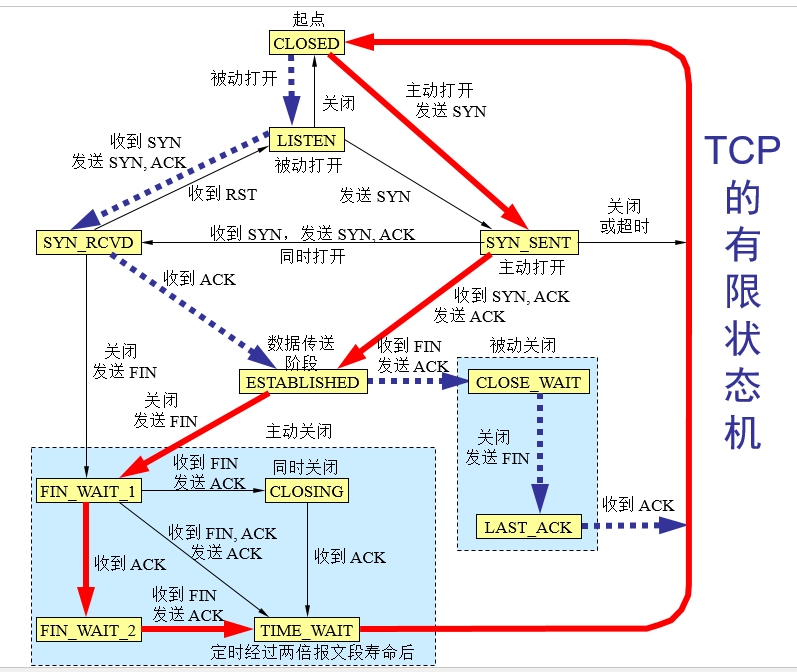 起点
CLOSED
被动打开
关闭
主动打开
发送 SYN
LISTEN
被动打开
收到 SYN
发送 SYN, ACK
收到 RST
发送 SYN
SYN_RCVD
收到 SYN，发送 SYN, ACK
同时打开
SYN_SENT
主动打开
关闭
或超时
收到 ACK
收到 SYN, ACK
发送 ACK
关闭
发送 FIN
数据传送
阶段
ESTABLISHED
收到 FIN
发送 ACK
被动关闭
CLOSE_WAIT
关闭
发送 FIN
LAST_ACK
收到 ACK
关闭
发送 FIN
主动关闭
FIN_WAIT_1
收到 FIN
发送 ACK
同时关闭
CLOSING
收到 FIN, ACK
发送 ACK
收到 ACK
收到 ACK
收到 FIN
发送 ACK
FIN_WAIT_2
TIME_WAIT
定时经过两倍报文段寿命后
TCP
的
有
限
状
态
机